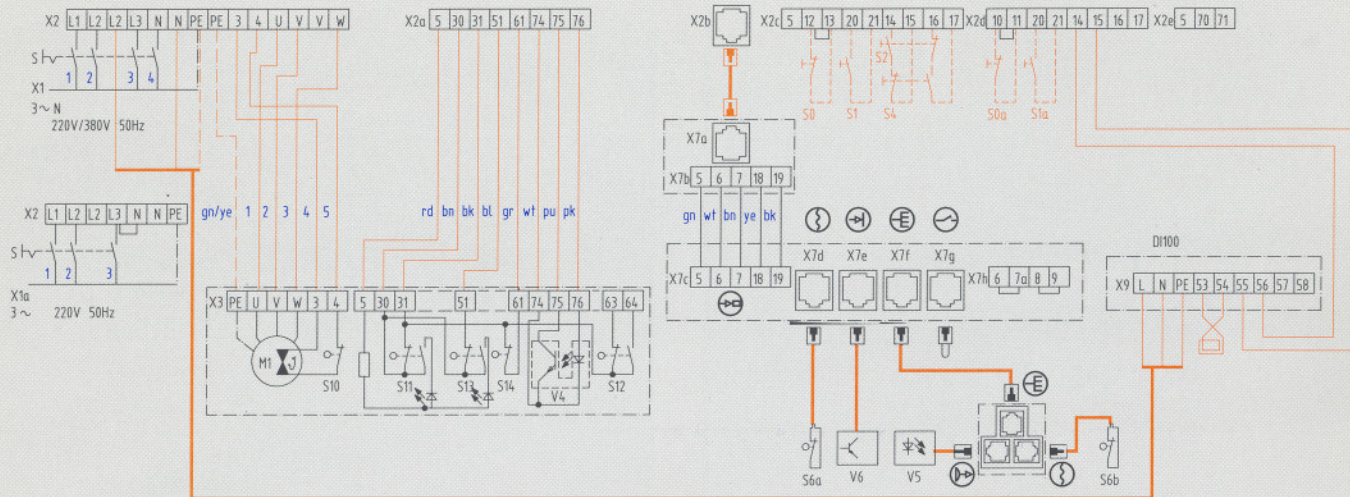 X2 L1 L2 L2 L3 N N PE PE 3 4 U V V W
X2a 5 30 31 51 61 74 75 76
X2b
X2c 5 12 13 20 21 14 15 16 17
X2d 10 11 20 21 14 15 16 17
X2e 5 70 71
S
1 2 3 4
X1
3~ N
220V/380V 50Hz
S2
S0 S1 S4 S0a S1a
X7a
X7b 5 6 7 18 19
X2 L1 L2 L2 L3 N N PE
gn/ye 1 2 3 4 5
rd bn bk bl gr wt pu pk
gn wt bn ye bk
S
1 2 3
X1a
3~ 220V 50Hz
X7c 5 6 7 18 19
X7d X7e X7f X7g
X7h 6 7a 8 9
DI100
X9 L N PE 53 54 55 56 57 58
X3 PE U V W 3 4 5 30 31 51 61 74 75 76 63 64
M1
S10 S11 S13 S14 V4 S12
S6a V6 V5 S6b